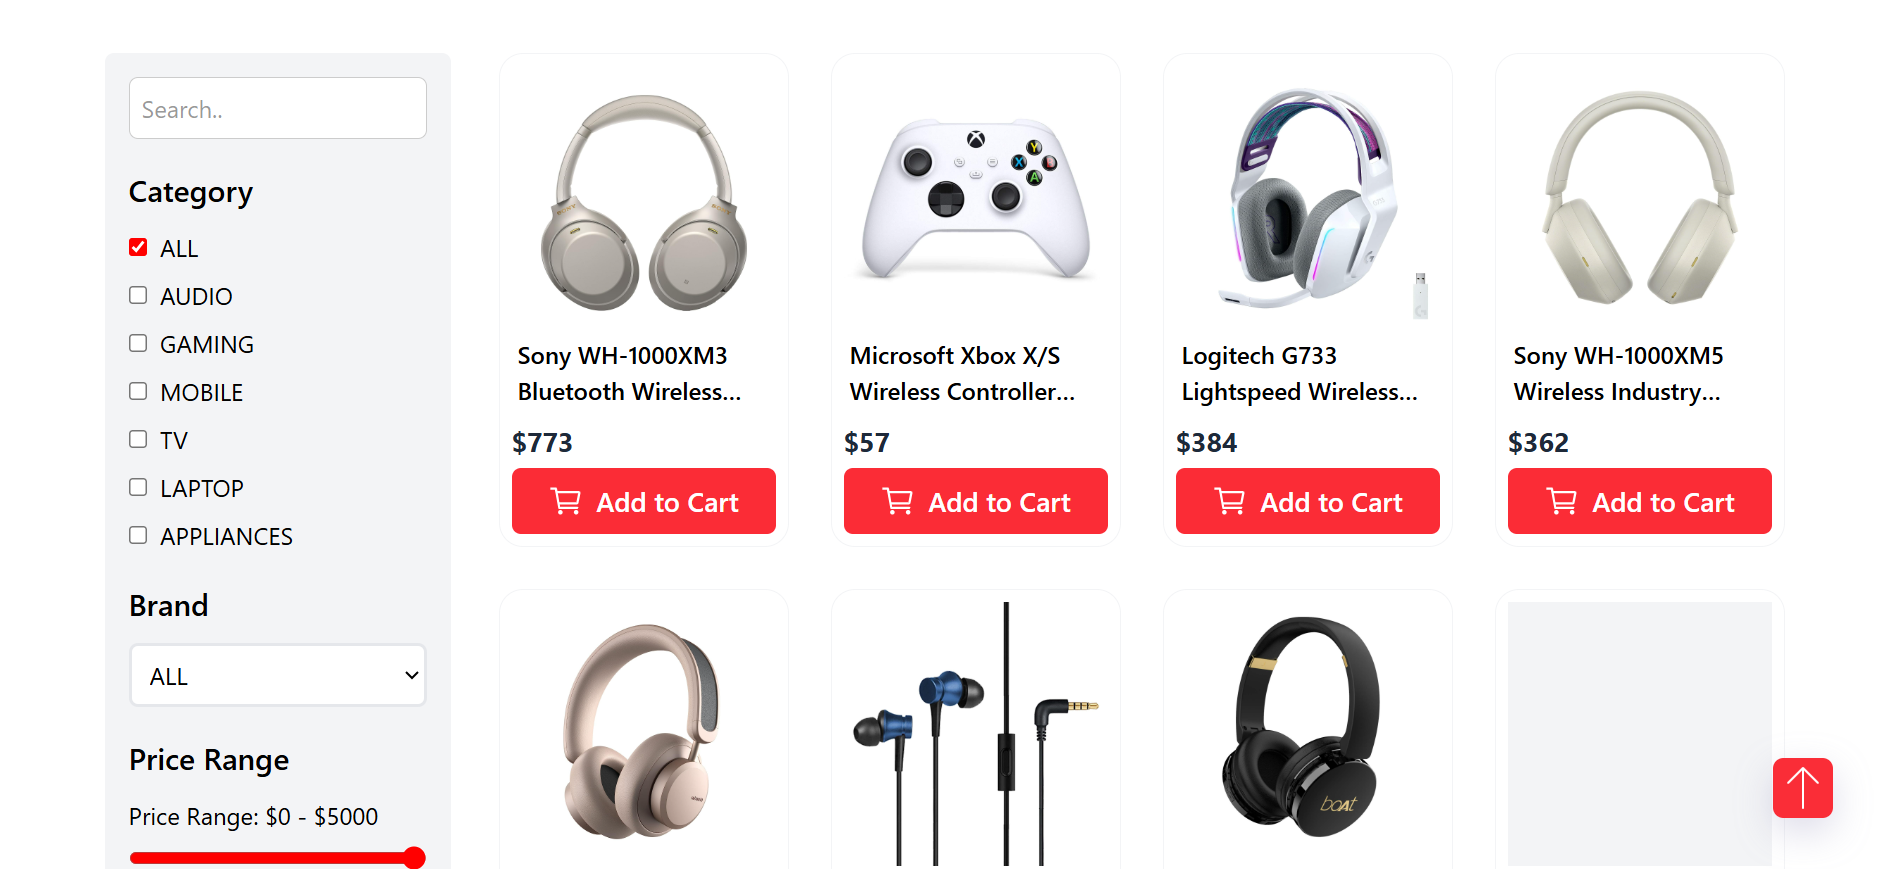 Search..
Category
ALL
AUDIO
GAMING
MOBILE
TV
LAPTOP
APPLIANCES
Brand
ALL
Price Range
Price Range: $0 - $5000
Sony WH-1000XM3
Bluetooth Wireless...
$773
Add to Cart
Y
X
A
Microsoft Xbox X/S
Wireless Controller...
$57
Add to Cart
Logitech G733
Lightspeed Wireless...
$384
Add to Cart
Sony WH-1000XM5
Wireless Industry...
$362
Add to Cart
boAt